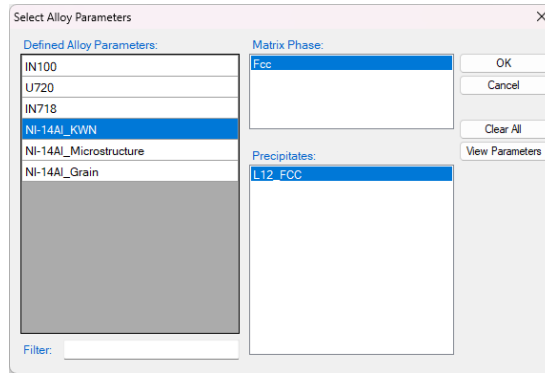 Select Alloy Parameters
Defined Alloy Parameters:
IN100
U720
IN718
NI-14Al_KWN
NI-14Al_Microstructure
NI-14Al_Grain
Filter:
Matrix Phase:
Fcc
Precipitates:
L12_FCC
OK
Cancel
Clear All
View Parameters